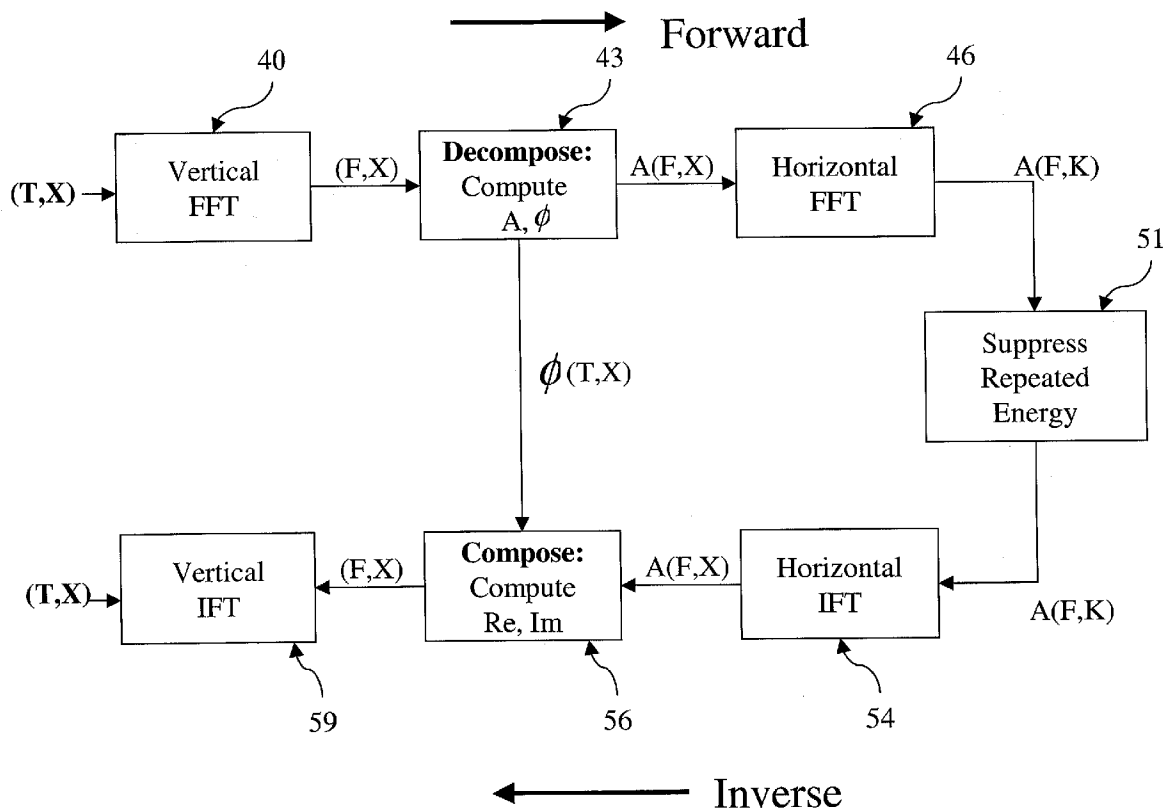 Forward
40
43
46
(T,X)
Vertical
FFT
(F,X)
Decompose:
Compute
A, ϕ
A(F,X)
Horizontal
FFT
A(F,K)
51
Suppress
Repeated
Energy
ϕ (T,X)
(T,X)
Vertical
IFT
(F,X)
Compose:
Compute
Re, Im
A(F,X)
Horizontal
IFT
A(F,K)
59
56
54
Inverse